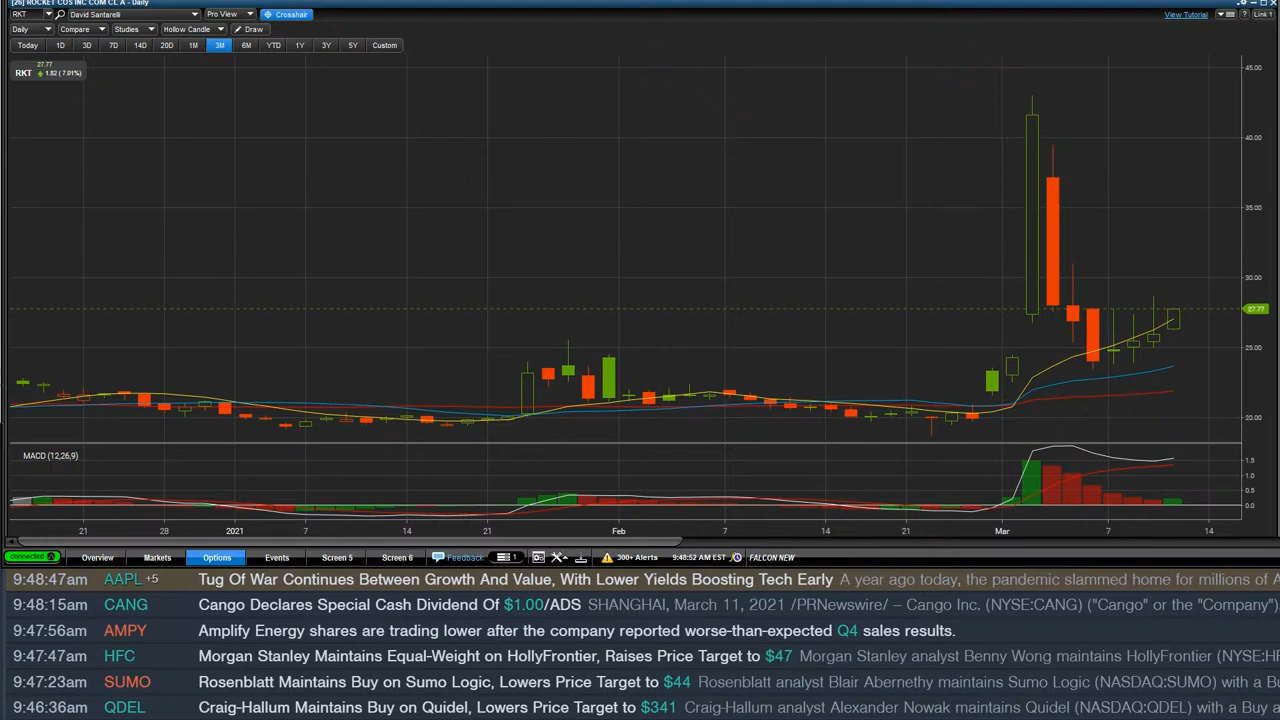 [26] ROCKET COS INC COM CL A - Daily
RKT David Santarelli Pro View Crosshair View Tutorial ? Link 1
Daily Compare Studies Hollow Candle Draw
Today 1D 3D 7D 14D 20D 1M 3M 6M YTD 1Y 3Y 5Y Custom
27.77
RKT 1.82 (7.01%)
45.00
40.00
35.00
30.00
27.77
25.00
20.00
MACD (12,26,9)
1.5
1.0
0.5
0.0
21 28 2021 7 14 21 Feb 7 14 21 Mar 7 14
connected Overview Markets Options Events Screen 5 Screen 6 Feedback 1 300+ Alerts 9:48:52 AM EST FALCON NEW
9:48:47am AAPL +5 Tug Of War Continues Between Growth And Value, With Lower Yields Boosting Tech Early A year ago today, the pandemic slammed home for millions of A
9:48:15am CANG Cango Declares Special Cash Dividend Of $1.00/ADS SHANGHAI, March 11, 2021 /PRNewswire/ – Cango Inc. (NYSE:CANG) ("Cango" or the "Company")
9:47:56am AMPY Amplify Energy shares are trading lower after the company reported worse-than-expected Q4 sales results.
9:47:47am HFC Morgan Stanley Maintains Equal-Weight on HollyFrontier, Raises Price Target to $47 Morgan Stanley analyst Benny Wong maintains HollyFrontier (NYSE:HF
9:47:23am SUMO Rosenblatt Maintains Buy on Sumo Logic, Lowers Price Target to $44 Rosenblatt analyst Blair Abernethy maintains Sumo Logic (NASDAQ:SUMO) with a Bu
9:46:36am QDEL Craig-Hallum Maintains Buy on Quidel, Lowers Price Target to $341 Craig-Hallum analyst Alexander Nowak maintains Quidel (NASDAQ:QDEL) with a Buy a